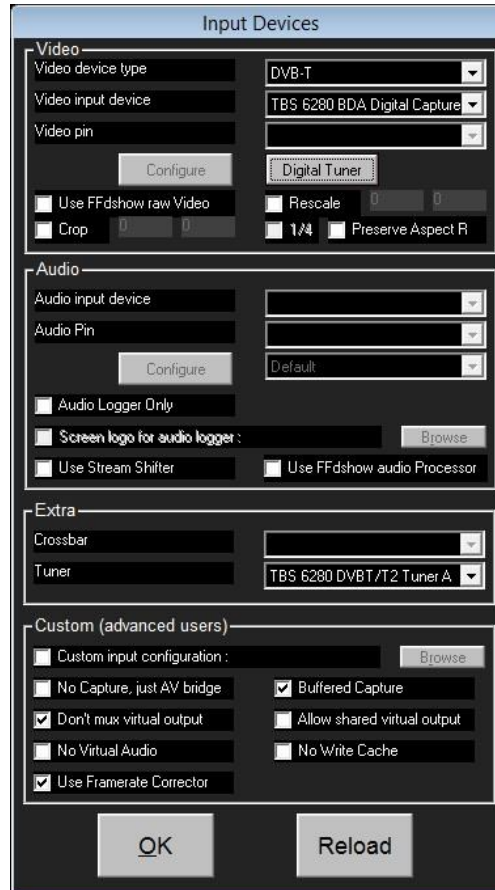 Input Devices
Video
Video device type DVB-T
Video input device TBS 6280 BDA Digital Capture
Video pin
Configure Digital Tuner
Use FFdshow raw Video Rescale 0 0
Crop 0 0 1/4 Preserve Aspect R
Audio
Audio input device
Audio Pin
Configure Default
Audio Logger Only
Screen logo for audio logger : Browse
Use Stream Shifter Use FFdshow audio Processor
Extra
Crossbar
Tuner TBS 6280 DVBT/T2 Tuner A
Custom (advanced users)
Custom input configuration : Browse
No Capture, just AV bridge Buffered Capture
Don't mux virtual output Allow shared virtual output
No Virtual Audio No Write Cache
Use Framerate Corrector
OK Reload